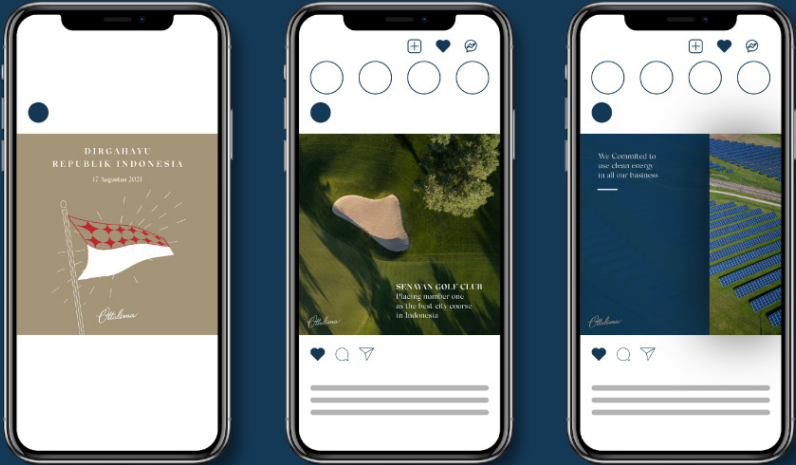 DIRGAHAYU
REPUBLIK INDONESIA
17 Agustus 2021
SENAYAN GOLF CLUB
Placing number one
as the best city course
in Indonesia
We Commited to
use clean energy
in all our business